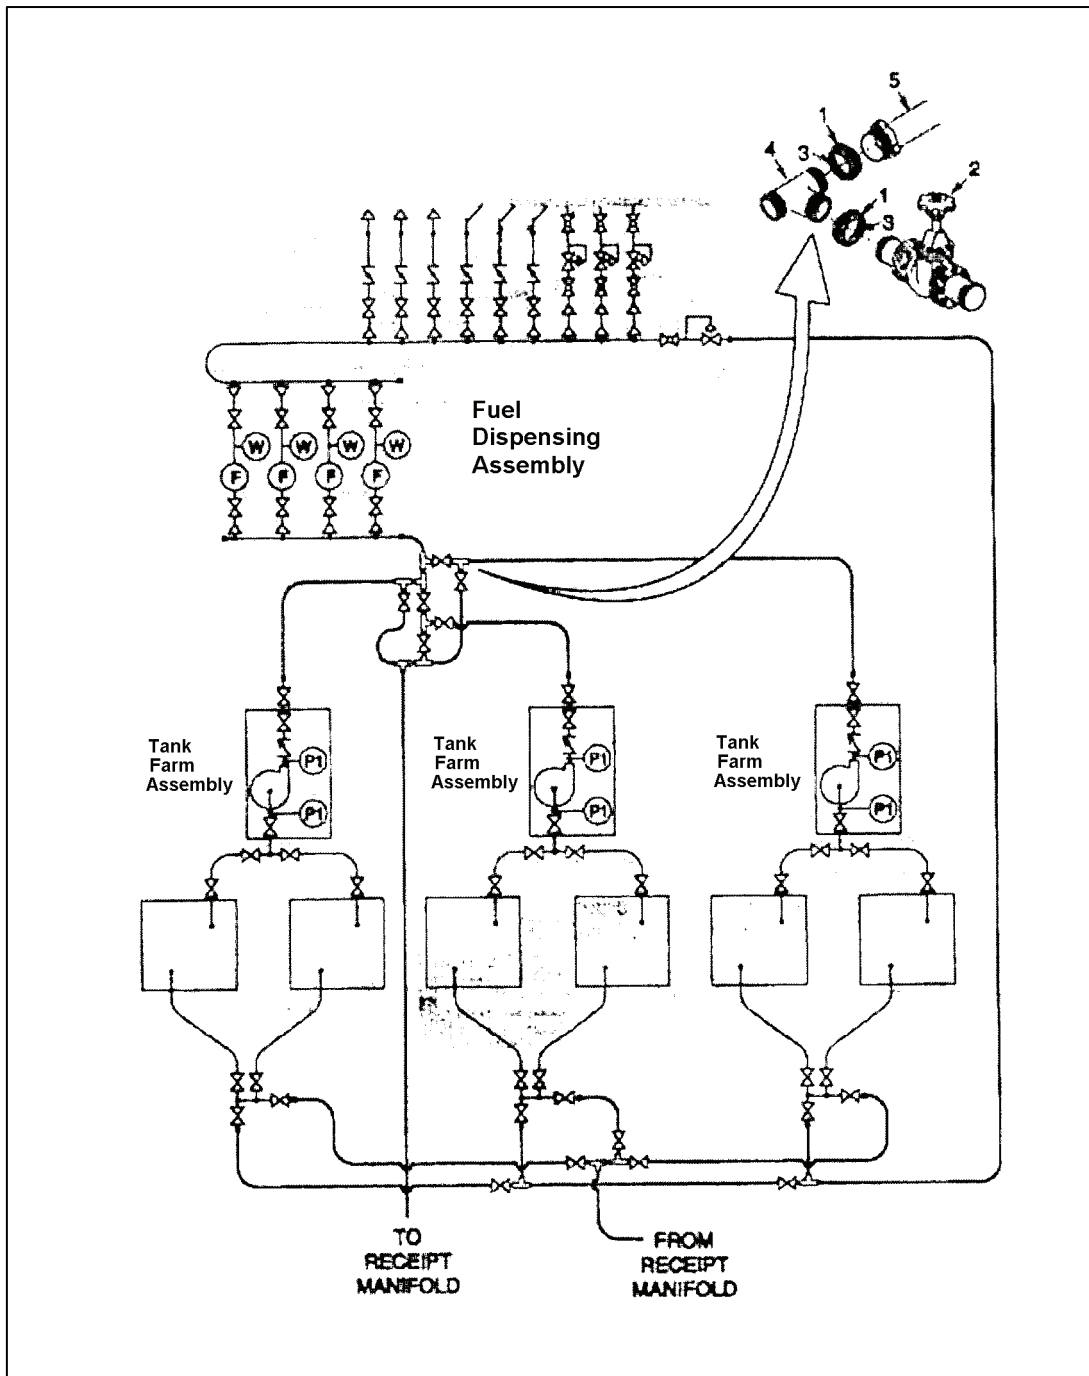 5
1
3
4
2
1
3
Fuel
Dispensing
Assembly
W W W W
F F F F
Tank
Farm
Assembly
P1
P1
Tank
Farm
Assembly
P1
P1
Tank
Farm
Assembly
P1
P1
TO
RECEIPT
MANIFOLD
FROM
RECEIPT
MANIFOLD